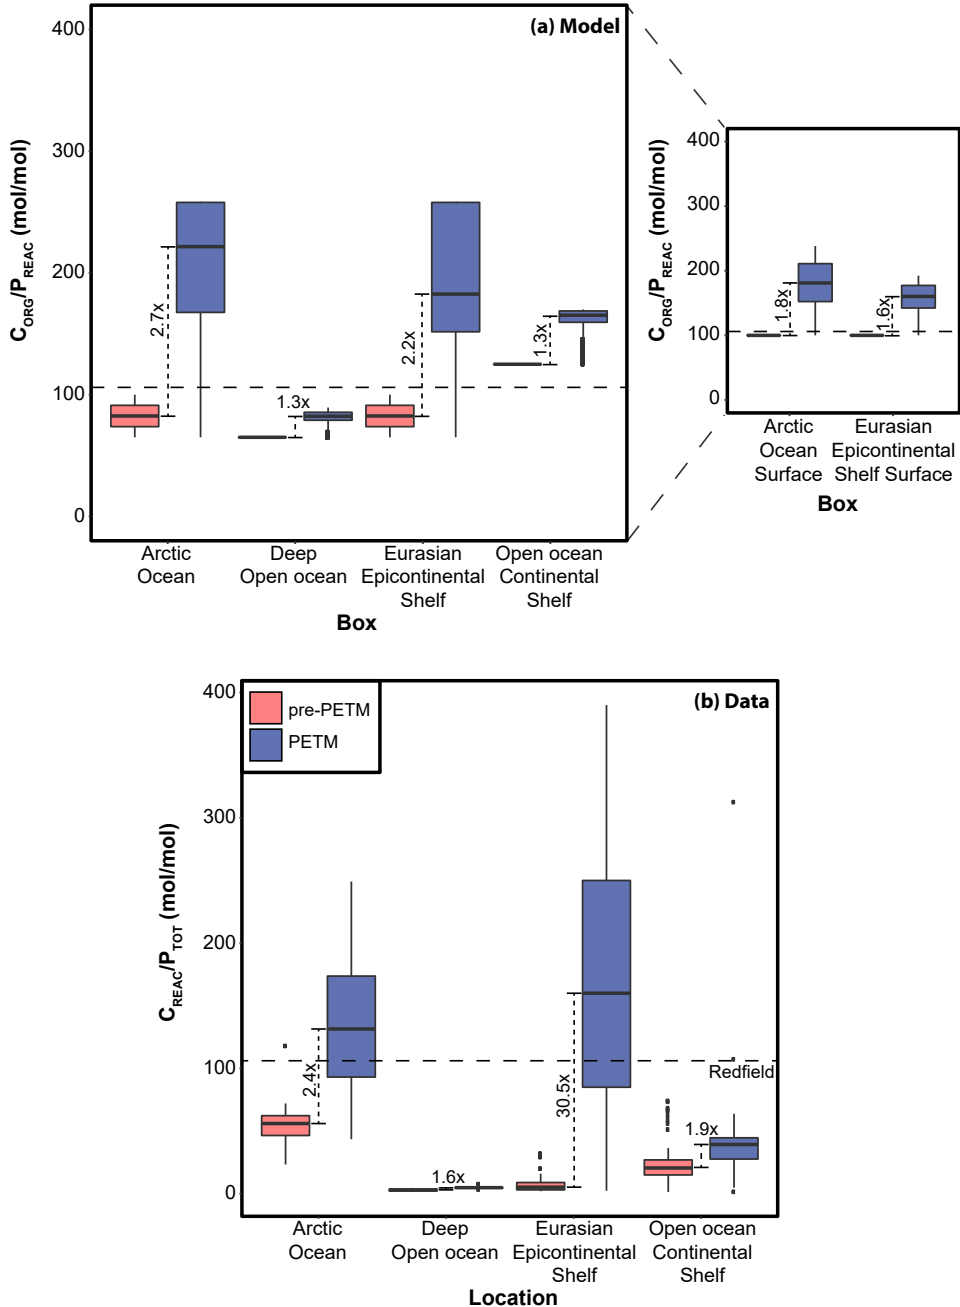 (a) Model
400
300
200
100
0
C_ORG/P_REAC (mol/mol)
2.7x
1.3x
2.2x
1.3x
Arctic
Ocean
Deep
Open ocean
Eurasian
Epicontinental
Shelf
Open ocean
Continental
Shelf
Box
400
300
200
100
0
C_ORG/P_REAC (mol/mol)
1.8x
1.6x
Arctic
Ocean
Surface
Eurasian
Epicontinental
Shelf Surface
Box
(b) Data
pre-PETM
PETM
400
300
200
100
0
C_REAC/P_TOT (mol/mol)
2.4x
1.6x
30.5x
1.9x
Redfield
Arctic
Ocean
Deep
Open ocean
Eurasian
Epicontinental
Shelf
Open ocean
Continental
Shelf
Location